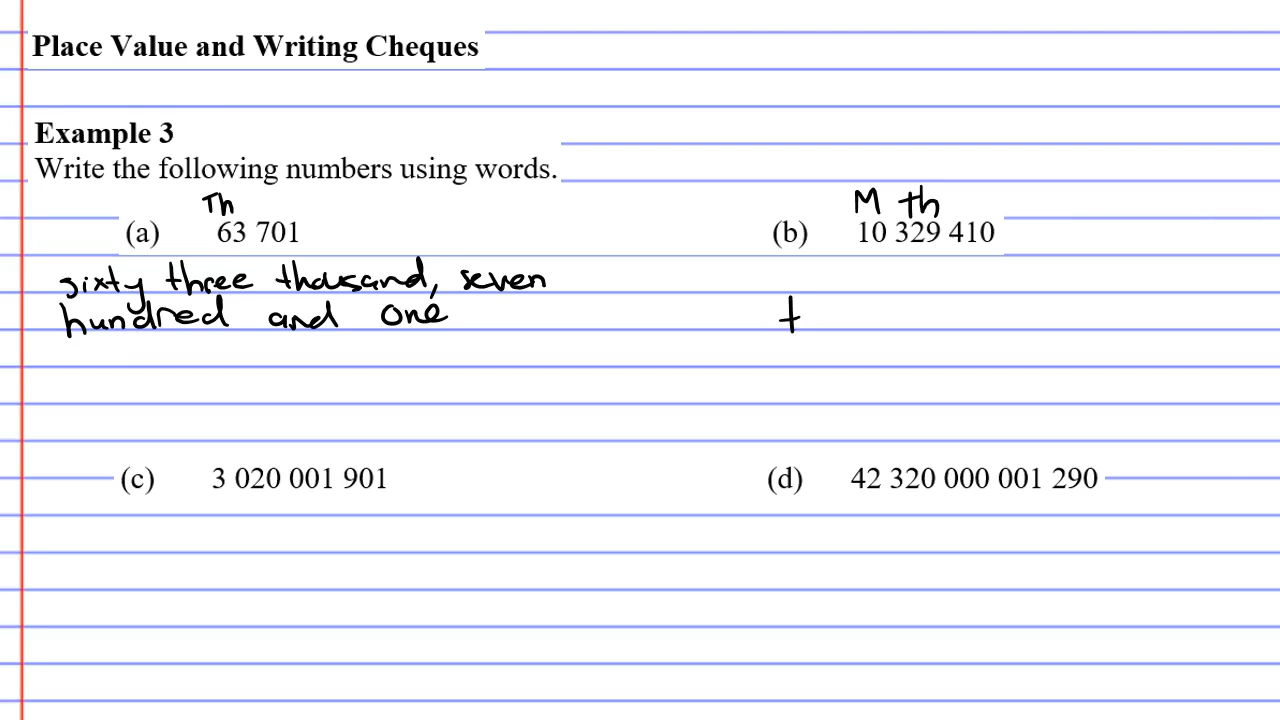 Place Value and Writing Cheques
Example 3
Write the following numbers using words.
Th
(a) 63 701
sixty three thousand, seven
hundred and one
M th
(b) 10 329 410
t
(c) 3 020 001 901
(d) 42 320 000 001 290